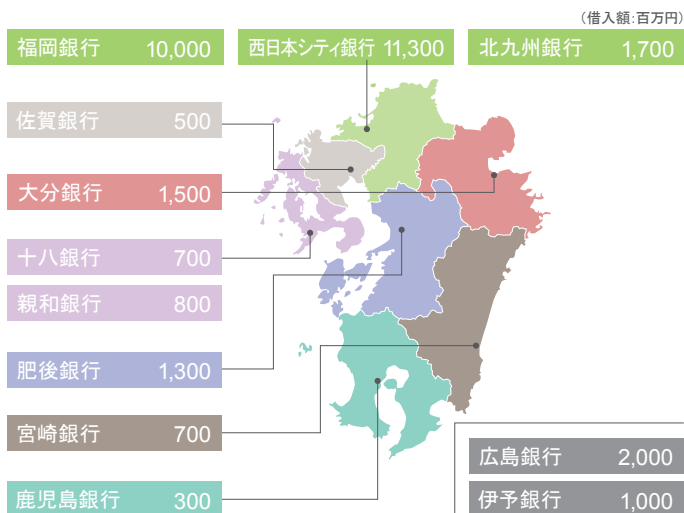 （借入額:百万円）
福岡銀行 10,000
西日本シティ銀行 11,300
北九州銀行 1,700
佐賀銀行 500
大分銀行 1,500
十八銀行 700
親和銀行 800
肥後銀行 1,300
宮崎銀行 700
鹿児島銀行 300
広島銀行 2,000
伊予銀行 1,000